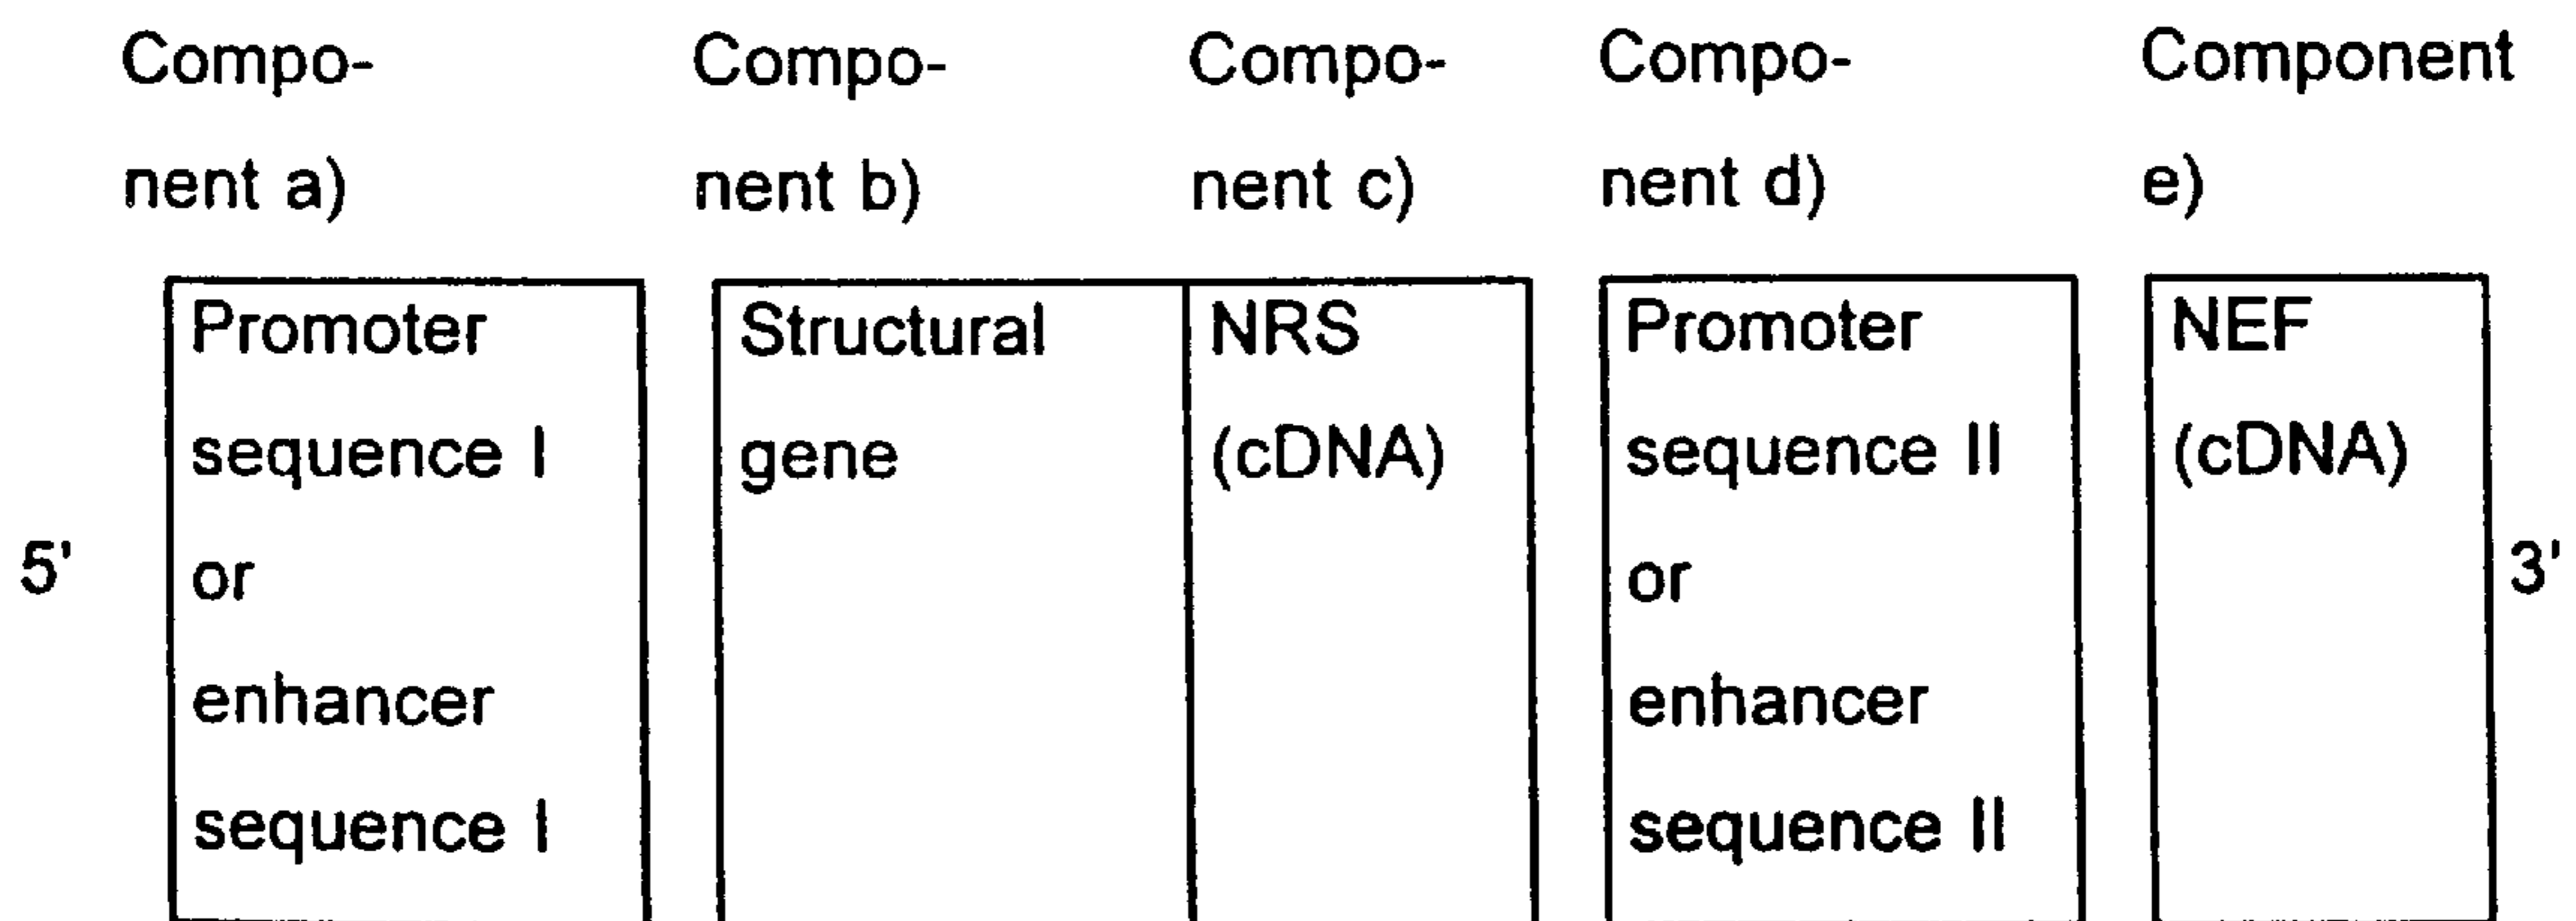 Compo- Compo- Compo- Compo- Component
nent a) nent b) nent c) nent d) e)
Promoter Structural NRS Promoter NEF
sequence I gene (cDNA) sequence II (cDNA)
5' or or 3'
enhancer enhancer
sequence I sequence II